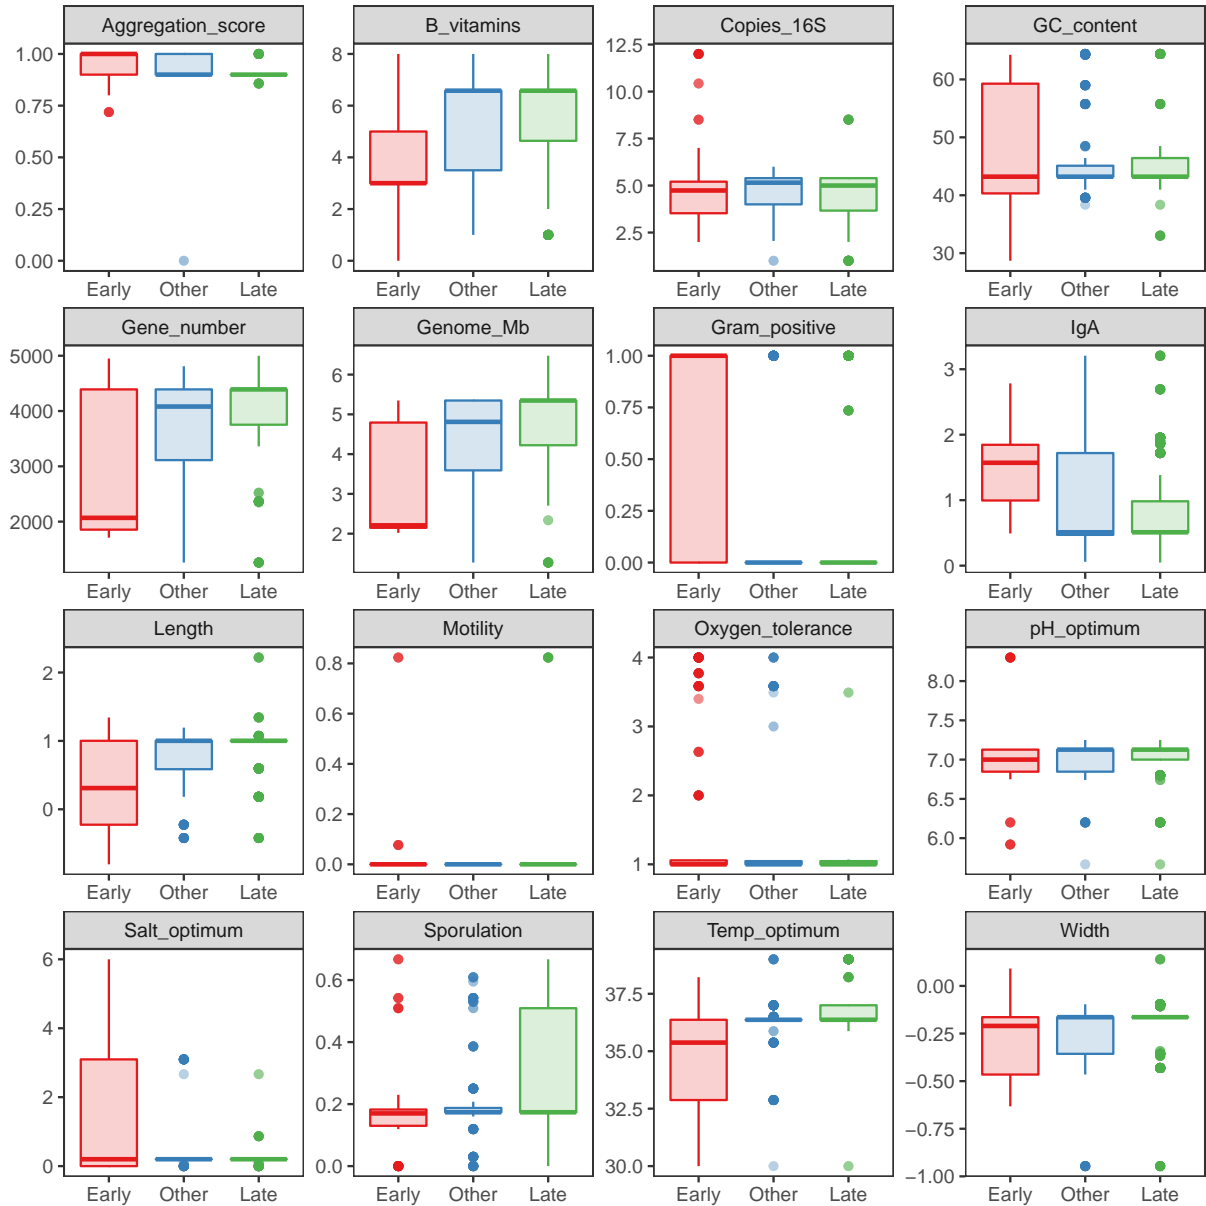 Aggregation_score
B_vitamins
Copies_16S
GC_content
1.00
0.75
0.50
0.25
0.00
8
6
4
2
0
12.5
10.0
7.5
5.0
2.5
60
50
40
30
Early Other Late
Early Other Late
Early Other Late
Early Other Late
Gene_number
Genome_Mb
Gram_positive
IgA
5000
4000
3000
2000
6
5
4
3
2
1.00
0.75
0.50
0.25
0.00
3
2
1
0
Early Other Late
Early Other Late
Early Other Late
Early Other Late
Length
Motility
Oxygen_tolerance
pH_optimum
2
1
0
0.8
0.6
0.4
0.2
0.0
4
3
2
1
8.0
7.5
7.0
6.5
6.0
Early Other Late
Early Other Late
Early Other Late
Early Other Late
Salt_optimum
Sporulation
Temp_optimum
Width
6
4
2
0
0.6
0.4
0.2
0.0
37.5
35.0
32.5
30.0
0.00
−0.25
−0.50
−0.75
−1.00
Early Other Late
Early Other Late
Early Other Late
Early Other Late